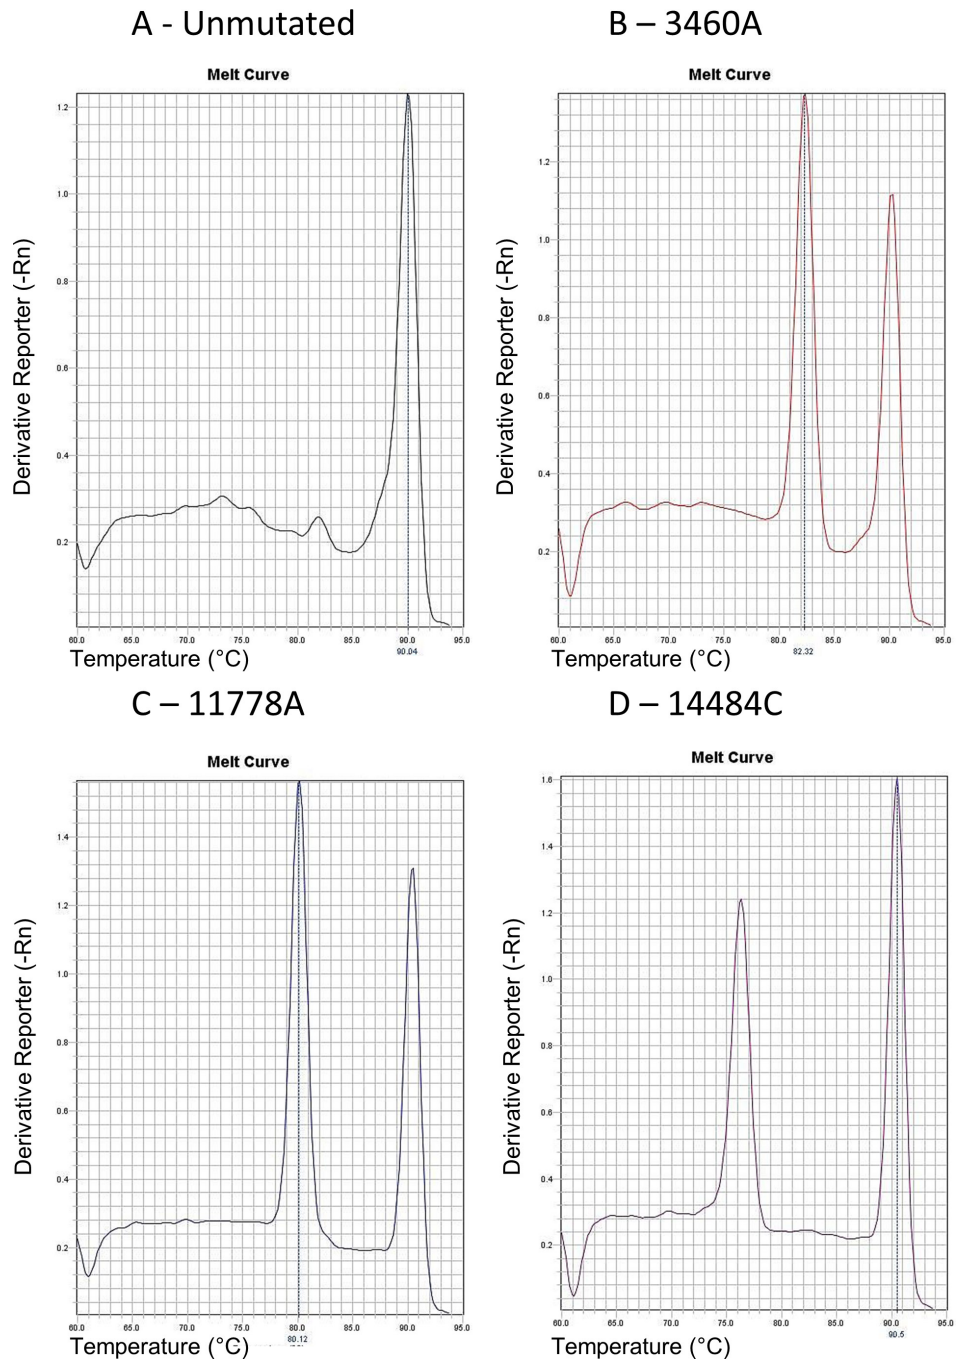 A - Unmutated
B – 3460A
Melt Curve
Melt Curve
Derivative Reporter (-Rn)
1.2
1.0
0.8
0.6
0.4
0.2
60.0 65.0 70.0 75.0 80.0 85.0 90.0 95.0
90.04
Temperature (°C)
Derivative Reporter (-Rn)
1.2
1.0
0.8
0.6
0.4
0.2
60.0 65.0 70.0 75.0 80.0 85.0 90.0 95.0
82.32
Temperature (°C)
C – 11778A
D – 14484C
Melt Curve
Melt Curve
Derivative Reporter (-Rn)
1.4
1.2
1.0
0.8
0.6
0.4
0.2
60.0 65.0 70.0 75.0 80.0 85.0 90.0 95.0
80.12
Temperature (°C)
Derivative Reporter (-Rn)
1.6
1.4
1.2
1.0
0.8
0.6
0.4
0.2
60.0 65.0 70.0 75.0 80.0 85.0 90.0 95.0
90.5
Temperature (°C)